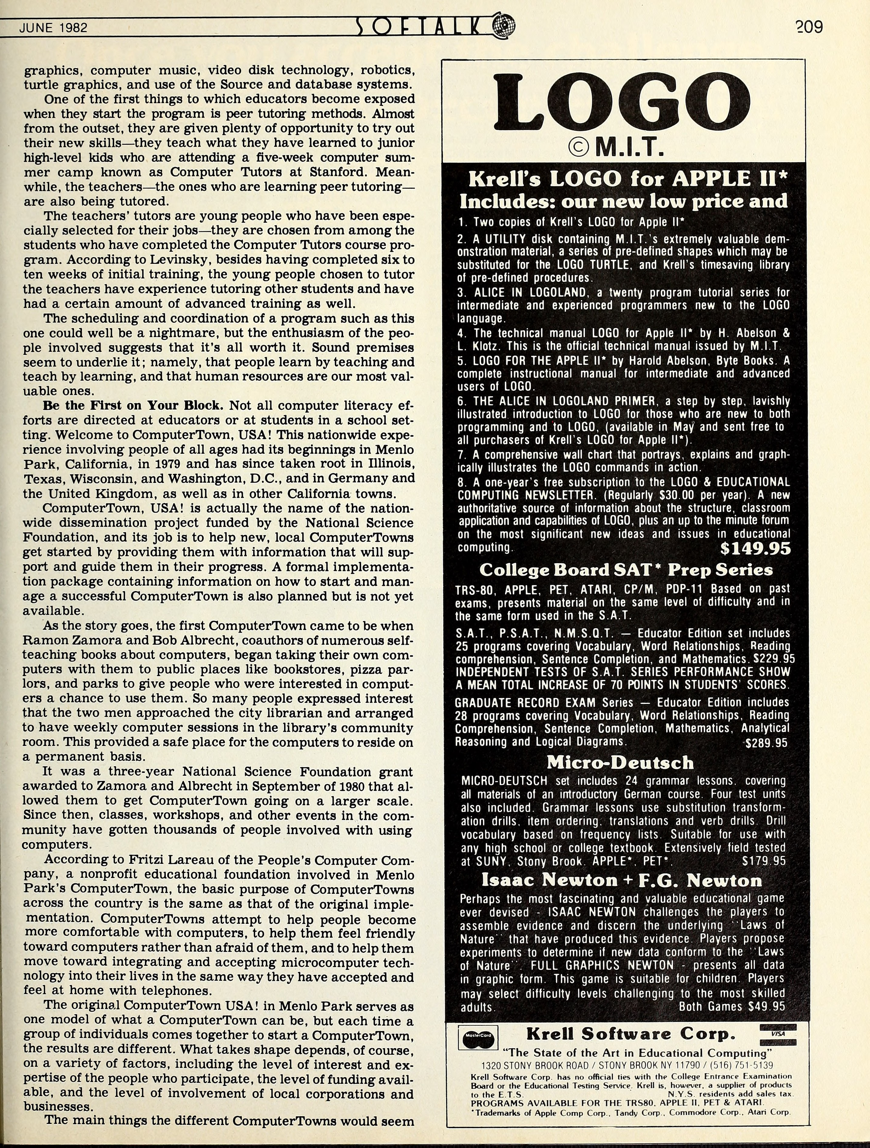 JUNE 1982
SOFTALK
209
graphics, computer music, video disk technology, robotics,
turtle graphics, and use of the Source and database systems.
One of the first things to which educators become exposed
when they start the program is peer tutoring methods. Almost
from the outset, they are given plenty of opportunity to try out
their new skills—they teach what they have learned to junior
high-level kids who are attending a five-week computer sum-
mer camp known as Computer Tutors at Stanford. Mean-
while, the teachers—the ones who are learning peer tutoring—
are also being tutored.
The teachers' tutors are young people who have been espe-
cially selected for their jobs—they are chosen from among the
students who have completed the Computer Tutors course pro-
gram. According to Levinsky, besides having completed six to
ten weeks of initial training, the young people chosen to tutor
the teachers have experience tutoring other students and have
had a certain amount of advanced training as well.
The scheduling and coordination of a program such as this
one could well be a nightmare, but the enthusiasm of the peo-
ple involved suggests that it's all worth it. Sound premises
seem to underlie it; namely, that people learn by teaching and
teach by learning, and that human resources are our most val-
uable ones.
Be the First on Your Block. Not all computer literacy ef-
forts are directed at educators or at students in a school set-
ting. Welcome to ComputerTown, USA! This nationwide expe-
rience involving people of all ages had its beginnings in Menlo
Park, California, in 1979 and has since taken root in Illinois,
Texas, Wisconsin, and Washington, D.C., and in Germany and
the United Kingdom, as well as in other California towns.
ComputerTown, USA! is actually the name of the nation-
wide dissemination project funded by the National Science
Foundation, and its job is to help new, local ComputerTowns
get started by providing them with information that will sup-
port and guide them in their progress. A formal implementa-
tion package containing information on how to start and man-
age a successful ComputerTown is also planned but is not yet
available.
As the story goes, the first ComputerTown came to be when
Ramon Zamora and Bob Albrecht, coauthors of numerous self-
teaching books about computers, began taking their own com-
puters with them to public places like bookstores, pizza par-
lors, and parks to give people who were interested in comput-
ers a chance to use them. So many people expressed interest
that the two men approached the city librarian and arranged
to have weekly computer sessions in the library's community
room. This provided a safe place for the computers to reside on
a permanent basis.
It was a three-year National Science Foundation grant
awarded to Zamora and Albrecht in September of 1980 that al-
lowed them to get ComputerTown going on a larger scale.
Since then, classes, workshops, and other events in the com-
munity have gotten thousands of people involved with using
computers.
According to Fritzi Lareau of the People's Computer Com-
pany, a nonprofit educational foundation involved in Menlo
Park's ComputerTown, the basic purpose of ComputerTowns
across the country is the same as that of the original imple-
mentation. ComputerTowns attempt to help people become
more comfortable with computers, to help them feel friendly
toward computers rather than afraid of them, and to help them
move toward integrating and accepting microcomputer tech-
nology into their lives in the same way they have accepted and
feel at home with telephones.
The original ComputerTown USA! in Menlo Park serves as
one model of what a ComputerTown can be, but each time a
group of individuals comes together to start a ComputerTown,
the results are different. What takes shape depends, of course,
on a variety of factors, including the level of interest and ex-
pertise of the people who participate, the level of funding avail-
able, and the level of involvement of local corporations and
businesses.
The main things the different ComputerTowns would seem
LOGO
© M.I.T.
Krell's LOGO for APPLE II*
Includes: our new low price and
1. Two copies of Krell's LOGO for Apple II*
2. A UTILITY disk containing M.I.T.'s extremely valuable dem-
onstration material, a series of pre-defined shapes which may be
substituted for the LOGO TURTLE, and Krell's timesaving library
of pre-defined procedures.
3. ALICE IN LOGOLAND, a twenty program tutorial series for
intermediate and experienced programmers new to the LOGO
language.
4. The technical manual LOGO for Apple II* by H. Abelson &
L. Klotz. This is the official technical manual issued by M.I.T.
5. LOGO FOR THE APPLE II* by Harold Abelson, Byte Books. A
complete instructional manual for intermediate and advanced
users of LOGO.
6. THE ALICE IN LOGOLAND PRIMER, a step by step, lavishly
illustrated introduction to LOGO for those who are new to both
programming and to LOGO, (available in May and sent free to
all purchasers of Krell's LOGO for Apple II*).
7. A comprehensive wall chart that portrays, explains and graph-
ically illustrates the LOGO commands in action.
8. A one-year's free subscription to the LOGO & EDUCATIONAL
COMPUTING NEWSLETTER. (Regularly $30.00 per year). A new
authoritative source of information about the structure, classroom
application and capabilities of LOGO, plus an up to the minute forum
on the most significant new ideas and issues in educational
computing. $149.95
College Board SAT* Prep Series
TRS-80, APPLE, PET, ATARI, CP/M, PDP-11 Based on past
exams, presents material on the same level of difficulty and in
the same form used in the S.A.T.
S.A.T., P.S.A.T., N.M.S.Q.T. — Educator Edition set includes
25 programs covering Vocabulary, Word Relationships, Reading
comprehension, Sentence Completion, and Mathematics. $229.95
INDEPENDENT TESTS OF S.A.T. SERIES PERFORMANCE SHOW
A MEAN TOTAL INCREASE OF 70 POINTS IN STUDENTS' SCORES.
GRADUATE RECORD EXAM Series — Educator Edition includes
28 programs covering Vocabulary, Word Relationships, Reading
Comprehension, Sentence Completion, Mathematics, Analytical
Reasoning and Logical Diagrams. $289.95
Micro-Deutsch
MICRO-DEUTSCH set includes 24 grammar lessons, covering
all materials of an introductory German course. Four test units
also included. Grammar lessons use substitution transform-
ation drills, item ordering, translations and verb drills. Drill
vocabulary based on frequency lists. Suitable for use with
any high school or college textbook. Extensively field tested
at SUNY, Stony Brook. APPLE*, PET*. $179.95
Isaac Newton + F.G. Newton
Perhaps the most fascinating and valuable educational game
ever devised - ISAAC NEWTON challenges the players to
assemble evidence and discern the underlying "Laws of
Nature" that have produced this evidence. Players propose
experiments to determine if new data conform to the "Laws
of Nature". FULL GRAPHICS NEWTON - presents all data
in graphic form. This game is suitable for children. Players
may select difficulty levels challenging to the most skilled
adults. Both Games $49.95
MasterCard
Krell Software Corp.
VISA
"The State of the Art in Educational Computing"
1320 STONY BROOK ROAD / STONY BROOK NY 11790 / (516) 751-5139
Krell Software Corp. has no official ties with the College Entrance Examination
Board or the Educational Testing Service. Krell is, however, a supplier of products
to the E.T.S. N.Y.S. residents add sales tax.
PROGRAMS AVAILABLE FOR THE TRS80, APPLE II, PET & ATARI.
*Trademarks of Apple Comp Corp., Tandy Corp., Commodore Corp., Atari Corp.